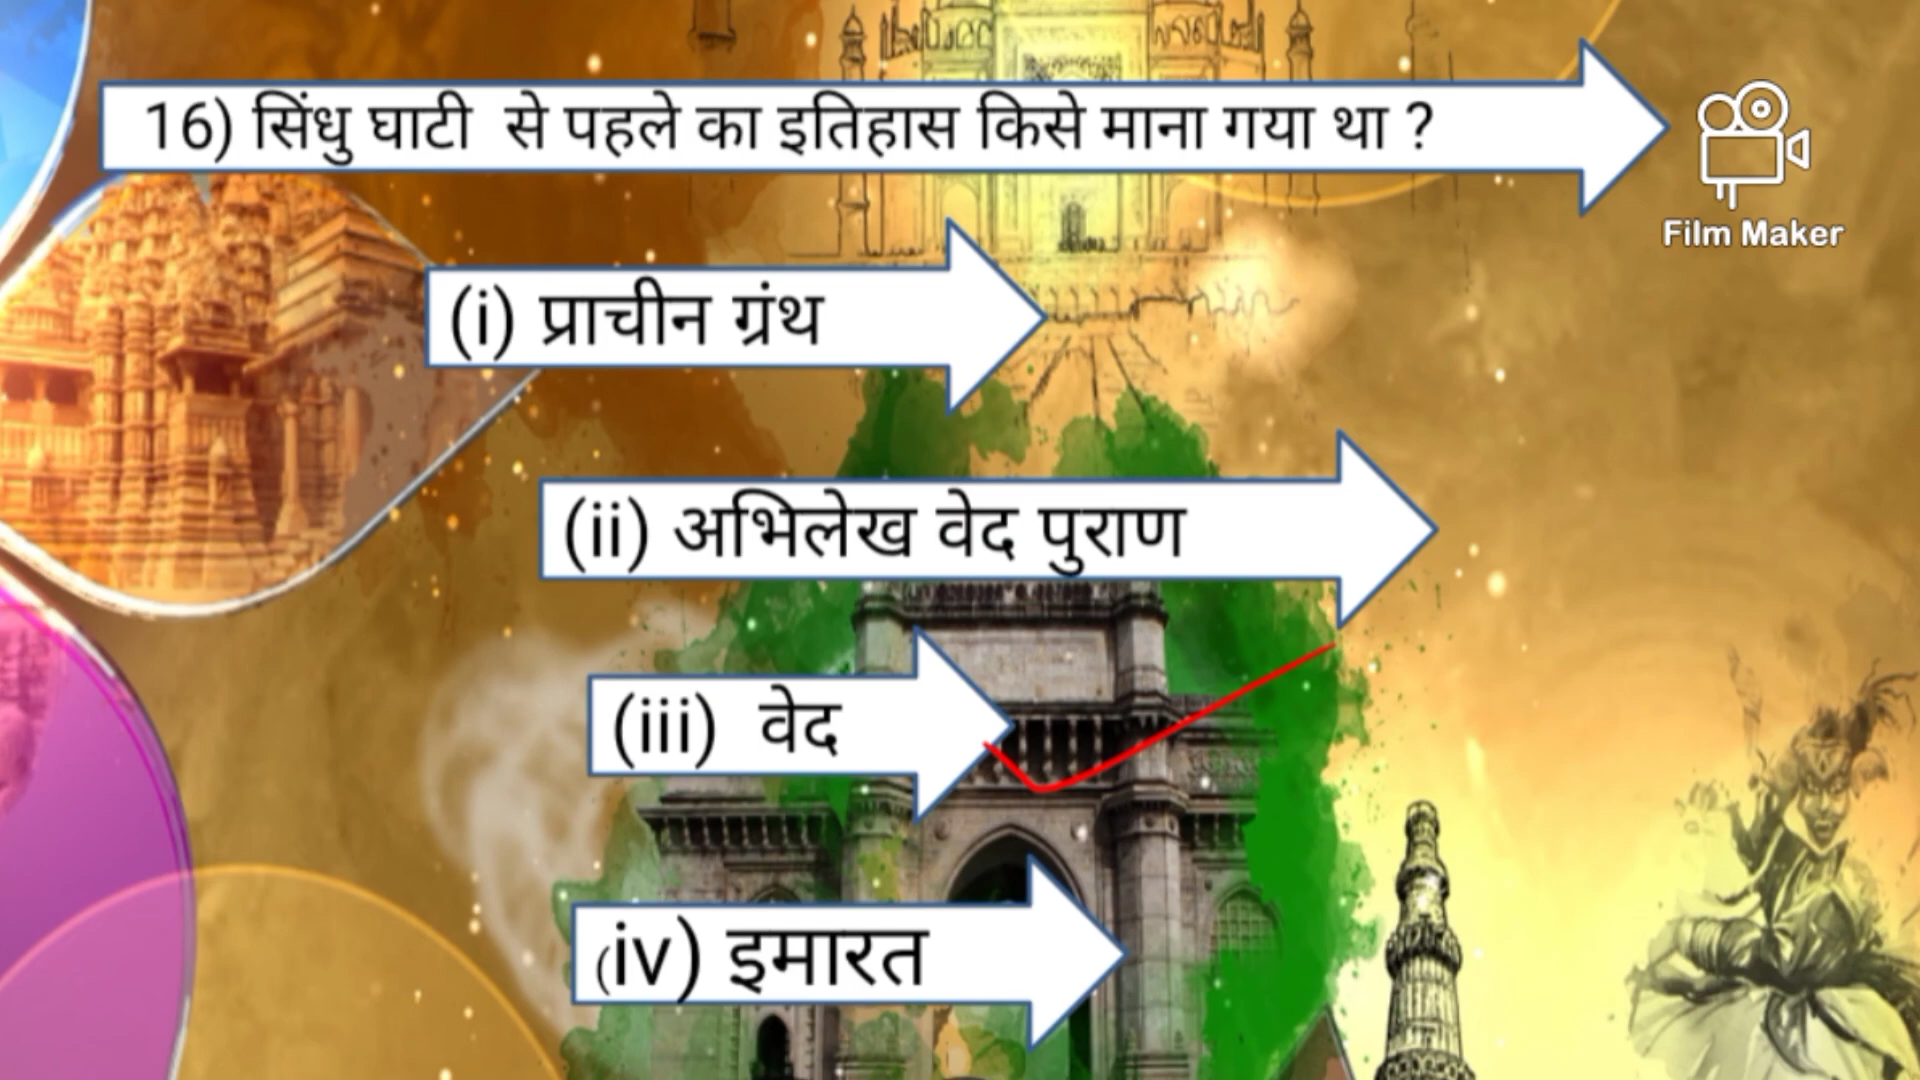 16) सिंधु घाटी से पहले का इतिहास किसे माना गया था ?
Film Maker
(i) प्राचीन ग्रंथ
(ii) अभिलेख वेद पुराण
(iii) वेद
(iv) इमारत